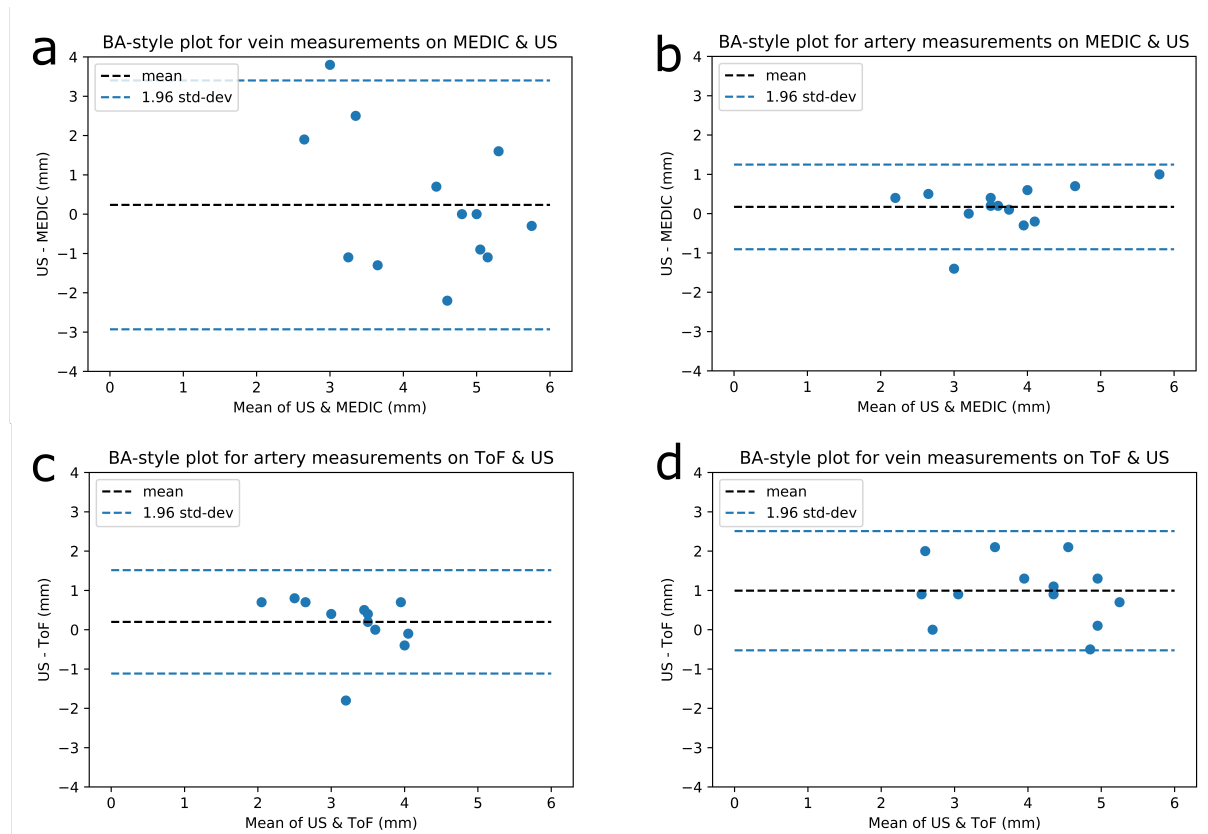 a
BA-style plot for vein measurements on MEDIC & US
mean
1.96 std-dev
4
3
2
1
0
−1
−2
−3
−4
US - MEDIC (mm)
0 1 2 3 4 5 6
Mean of US & MEDIC (mm)
b
BA-style plot for artery measurements on MEDIC & US
mean
1.96 std-dev
4
3
2
1
0
−1
−2
−3
−4
US - MEDIC (mm)
0 1 2 3 4 5 6
Mean of US & MEDIC (mm)
c
BA-style plot for artery measurements on ToF & US
mean
1.96 std-dev
4
3
2
1
0
−1
−2
−3
−4
US - ToF (mm)
0 1 2 3 4 5 6
Mean of US & ToF (mm)
d
BA-style plot for vein measurements on ToF & US
mean
1.96 std-dev
4
3
2
1
0
−1
−2
−3
−4
US - ToF (mm)
0 1 2 3 4 5 6
Mean of US & ToF (mm)